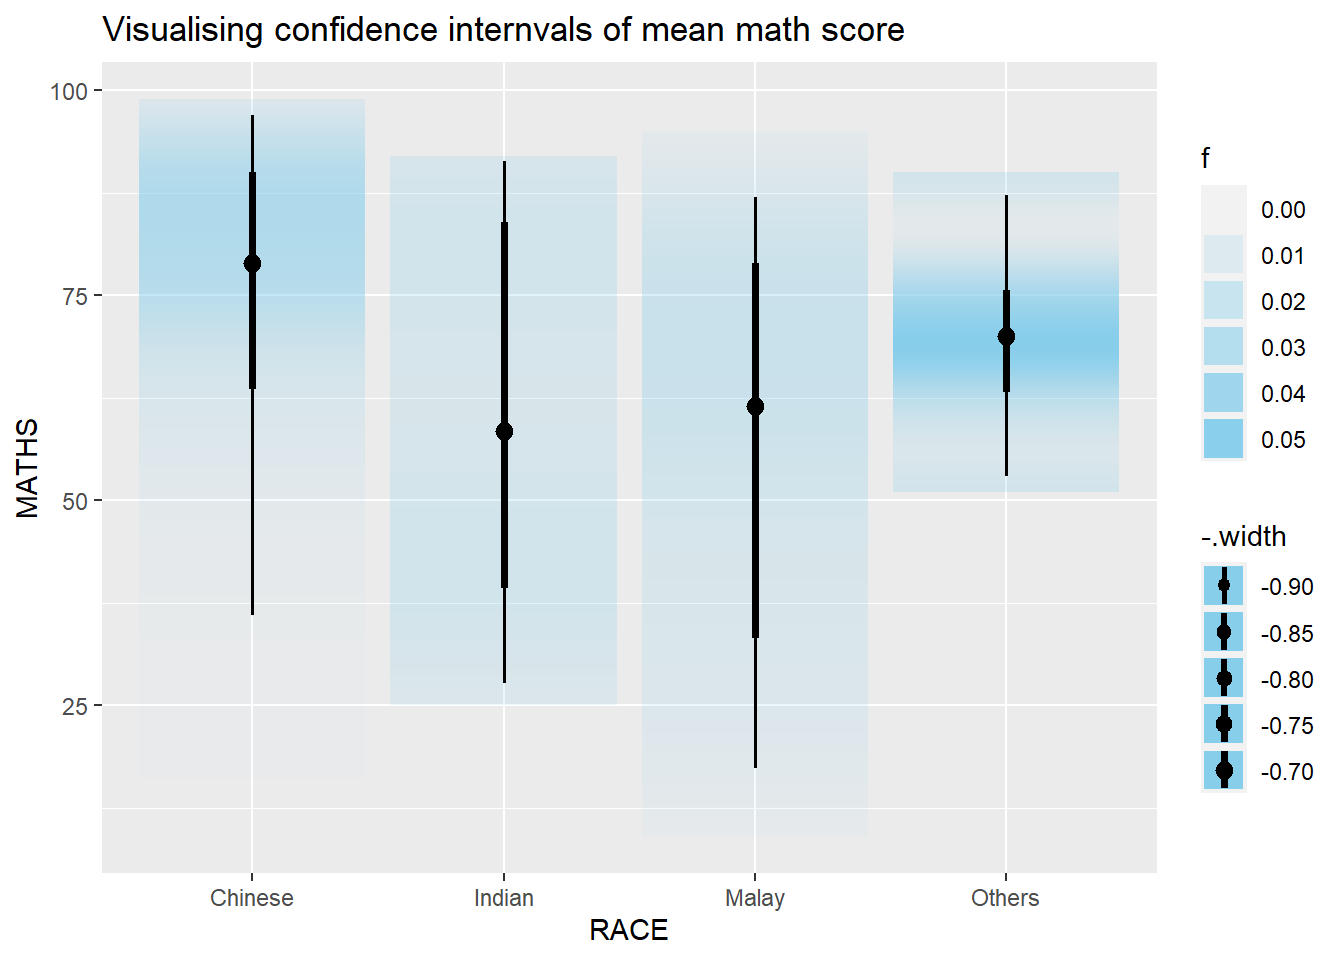 Visualising confidence internvals of mean math score
MATHS
100
75
50
25
Chinese
Indian
Malay
Others
RACE
f
0.00
0.01
0.02
0.03
0.04
0.05
-.width
-0.90
-0.85
-0.80
-0.75
-0.70